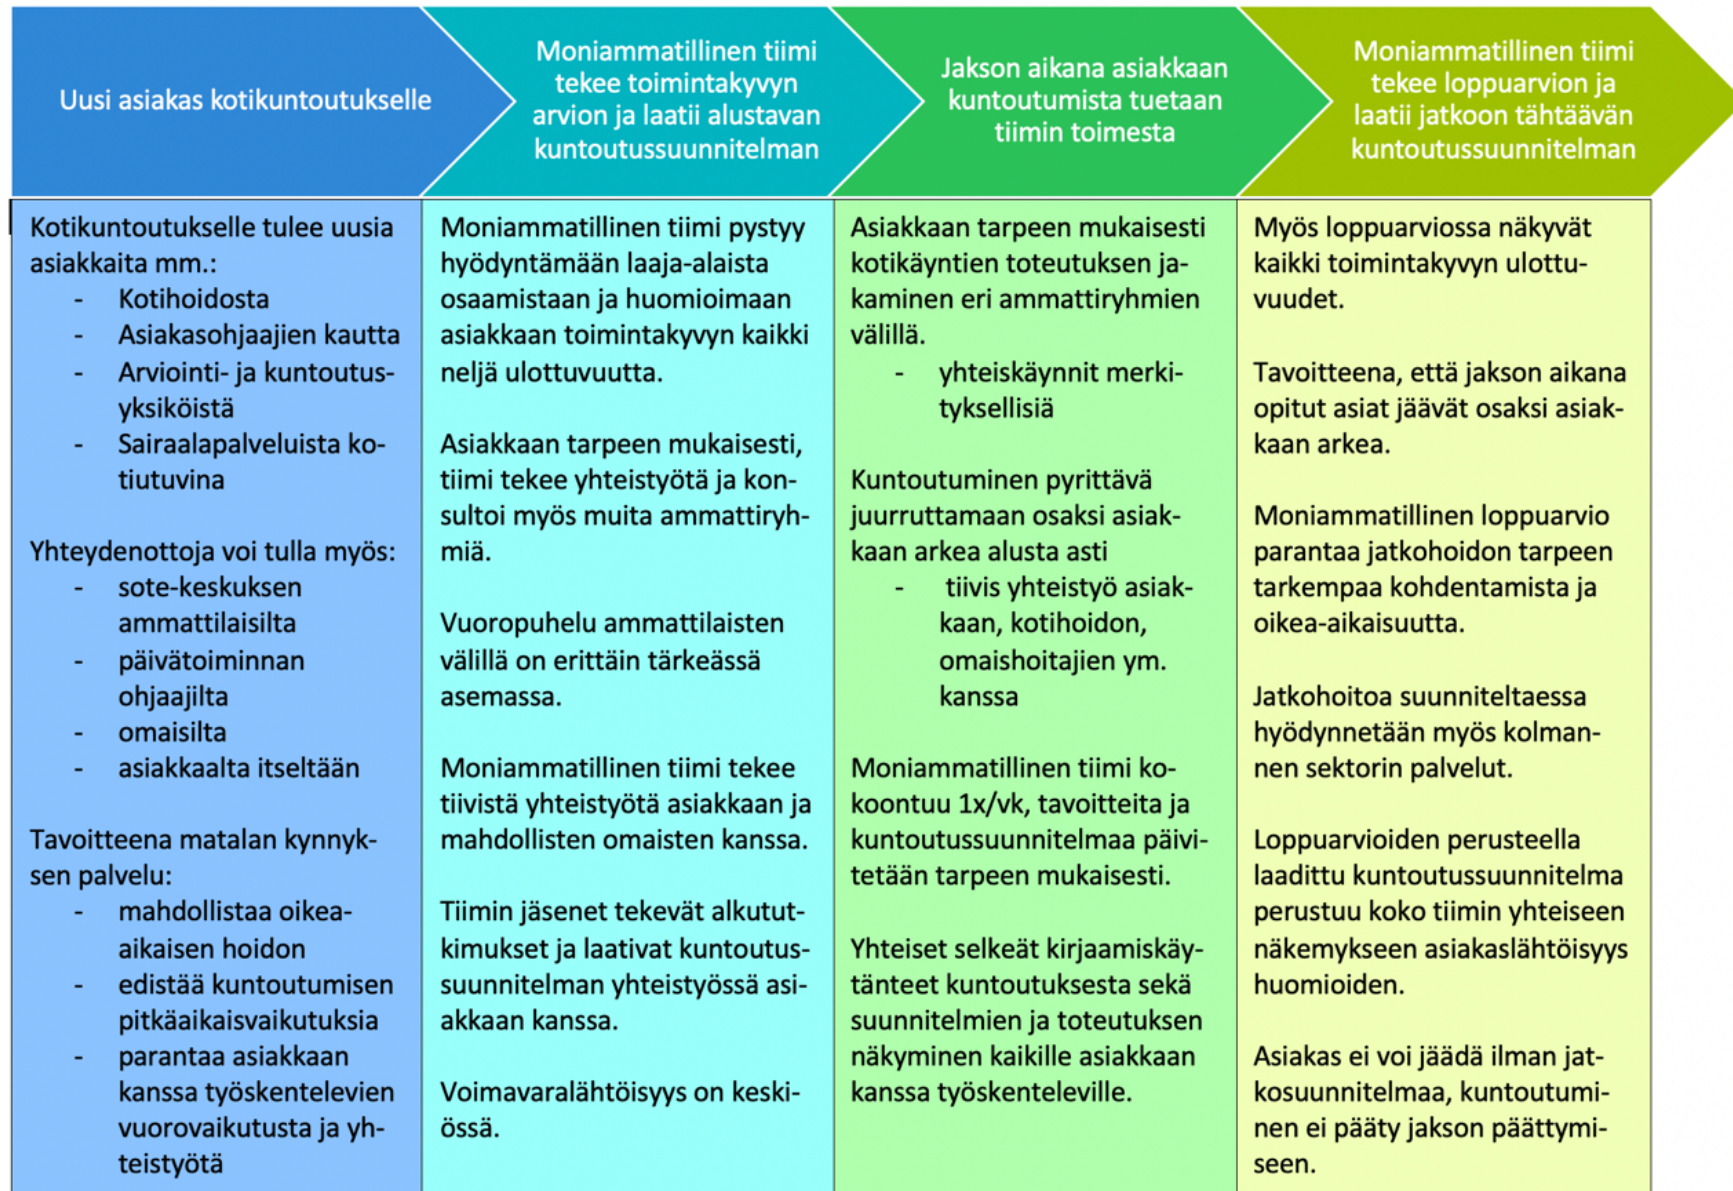 Uusi asiakas kotikuntoutukselle
Moniammatillinen tiimi
tekee toimintakyvyn
arvion ja laatii alustavan
kuntoutussuunnitelman
Jakson aikana asiakkaan
kuntoutumista tuetaan
tiimin toimesta
Moniammatillinen tiimi
tekee loppuarvion ja
laatii jatkoon tähtäävän
kuntoutussuunnitelman
Kotikuntoutukselle tulee uusia
asiakkaita mm.:
- Kotihoidosta
- Asiakasohjaajien kautta
- Arviointi- ja kuntoutus-
yksiköistä
- Sairaalapalveluista ko-
tiutuvina
Yhteydenottoja voi tulla myös:
- sote-keskuksen
ammattilaisilta
- päivätoiminnan
ohjaajilta
- omaisilta
- asiakkaalta itseltään
Tavoitteena matalan kynnyk-
sen palvelu:
- mahdollistaa oikea-
aikaisen hoidon
- edistää kuntoutumisen
pitkäaikaisvaikutuksia
- parantaa asiakkaan
kanssa työskentelevien
vuorovaikutusta ja yh-
teistyötä
Moniammatillinen tiimi pystyy
hyödyntämään laaja-alaista
osaamistaan ja huomioimaan
asiakkaan toimintakyvyn kaikki
neljä ulottuvuutta.
Asiakkaan tarpeen mukaisesti,
tiimi tekee yhteistyötä ja kon-
sultoi myös muita ammattiryh-
miä.
Vuoropuhelu ammattilaisten
välillä on erittäin tärkeässä
asemassa.
Moniammatillinen tiimi tekee
tiivistä yhteistyötä asiakkaan ja
mahdollisten omaisten kanssa.
Tiimin jäsenet tekevät alkutut-
kimukset ja laativat kuntoutus-
suunnitelman yhteistyössä asi-
akkaan kanssa.
Voimavaralähtöisyys on keski-
össä.
Asiakkaan tarpeen mukaisesti
kotikäyntien toteutuksen ja-
kaminen eri ammattiryhmien
välillä.
- yhteiskäynnit merki-
tyksellisiä
Kuntoutuminen pyrittävä
juurruttamaan osaksi asiak-
kaan arkea alusta asti
- tiivis yhteistyö asiak-
kaan, kotihoidon,
omaishoitajien ym.
kanssa
Moniammatillinen tiimi ko-
koontuu 1x/vk, tavoitteita ja
kuntoutussuunnitelmaa päivi-
tetään tarpeen mukaisesti.
Yhteiset selkeät kirjaamiskäy-
tänteet kuntoutuksesta sekä
suunnitelmien ja toteutuksen
näkyminen kaikille asiakkaan
kanssa työskenteleville.
Myös loppuarviossa näkyvät
kaikki toimintakyvyn ulottu-
vuudet.
Tavoitteena, että jakson aikana
opitut asiat jäävät osaksi asiak-
kaan arkea.
Moniammatillinen loppuarvio
parantaa jatkohoidon tarpeen
tarkempaa kohdentamista ja
oikea-aikaisuutta.
Jatkohoitoa suunniteltaessa
hyödynnetään myös kolman-
nen sektorin palvelut.
Loppuarvioiden perusteella
laadittu kuntoutussuunnitelma
perustuu koko tiimin yhteiseen
näkemykseen asiakaslähtöisyys
huomioiden.
Asiakas ei voi jäädä ilman jat-
kosuunnitelmaa, kuntoutumi-
nen ei pääty jakson päättymi-
seen.